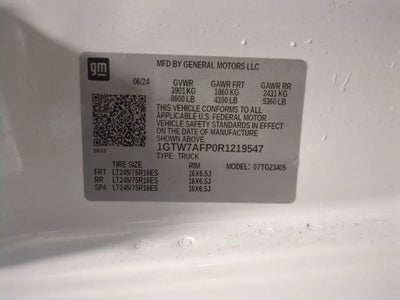 gm
MFD BY GENERAL MOTORS LLC
06/24 GVWR GAWR FRT GAWR RR
3901 KG 1860 KG 2431 KG
8600 LB 4100 LB 5360 LB
THIS VEHICLE CONFORMS TO ALL
APPLICABLE U.S. FEDERAL MOTOR
VEHICLE SAFETY STANDARDS IN EFFECT
ON THE DATE OF MANUFACTURE
SHOWN ABOVE.
1GTW7AFP0R1219547
TYPE: TRUCK
TIRE SIZE RIM MODEL: 07TG23405
FRT LT245/75R16ES 16X6.5J
RR LT245/75R16ES 16X6.5J
SPA LT245/75R16ES 16X6.5J